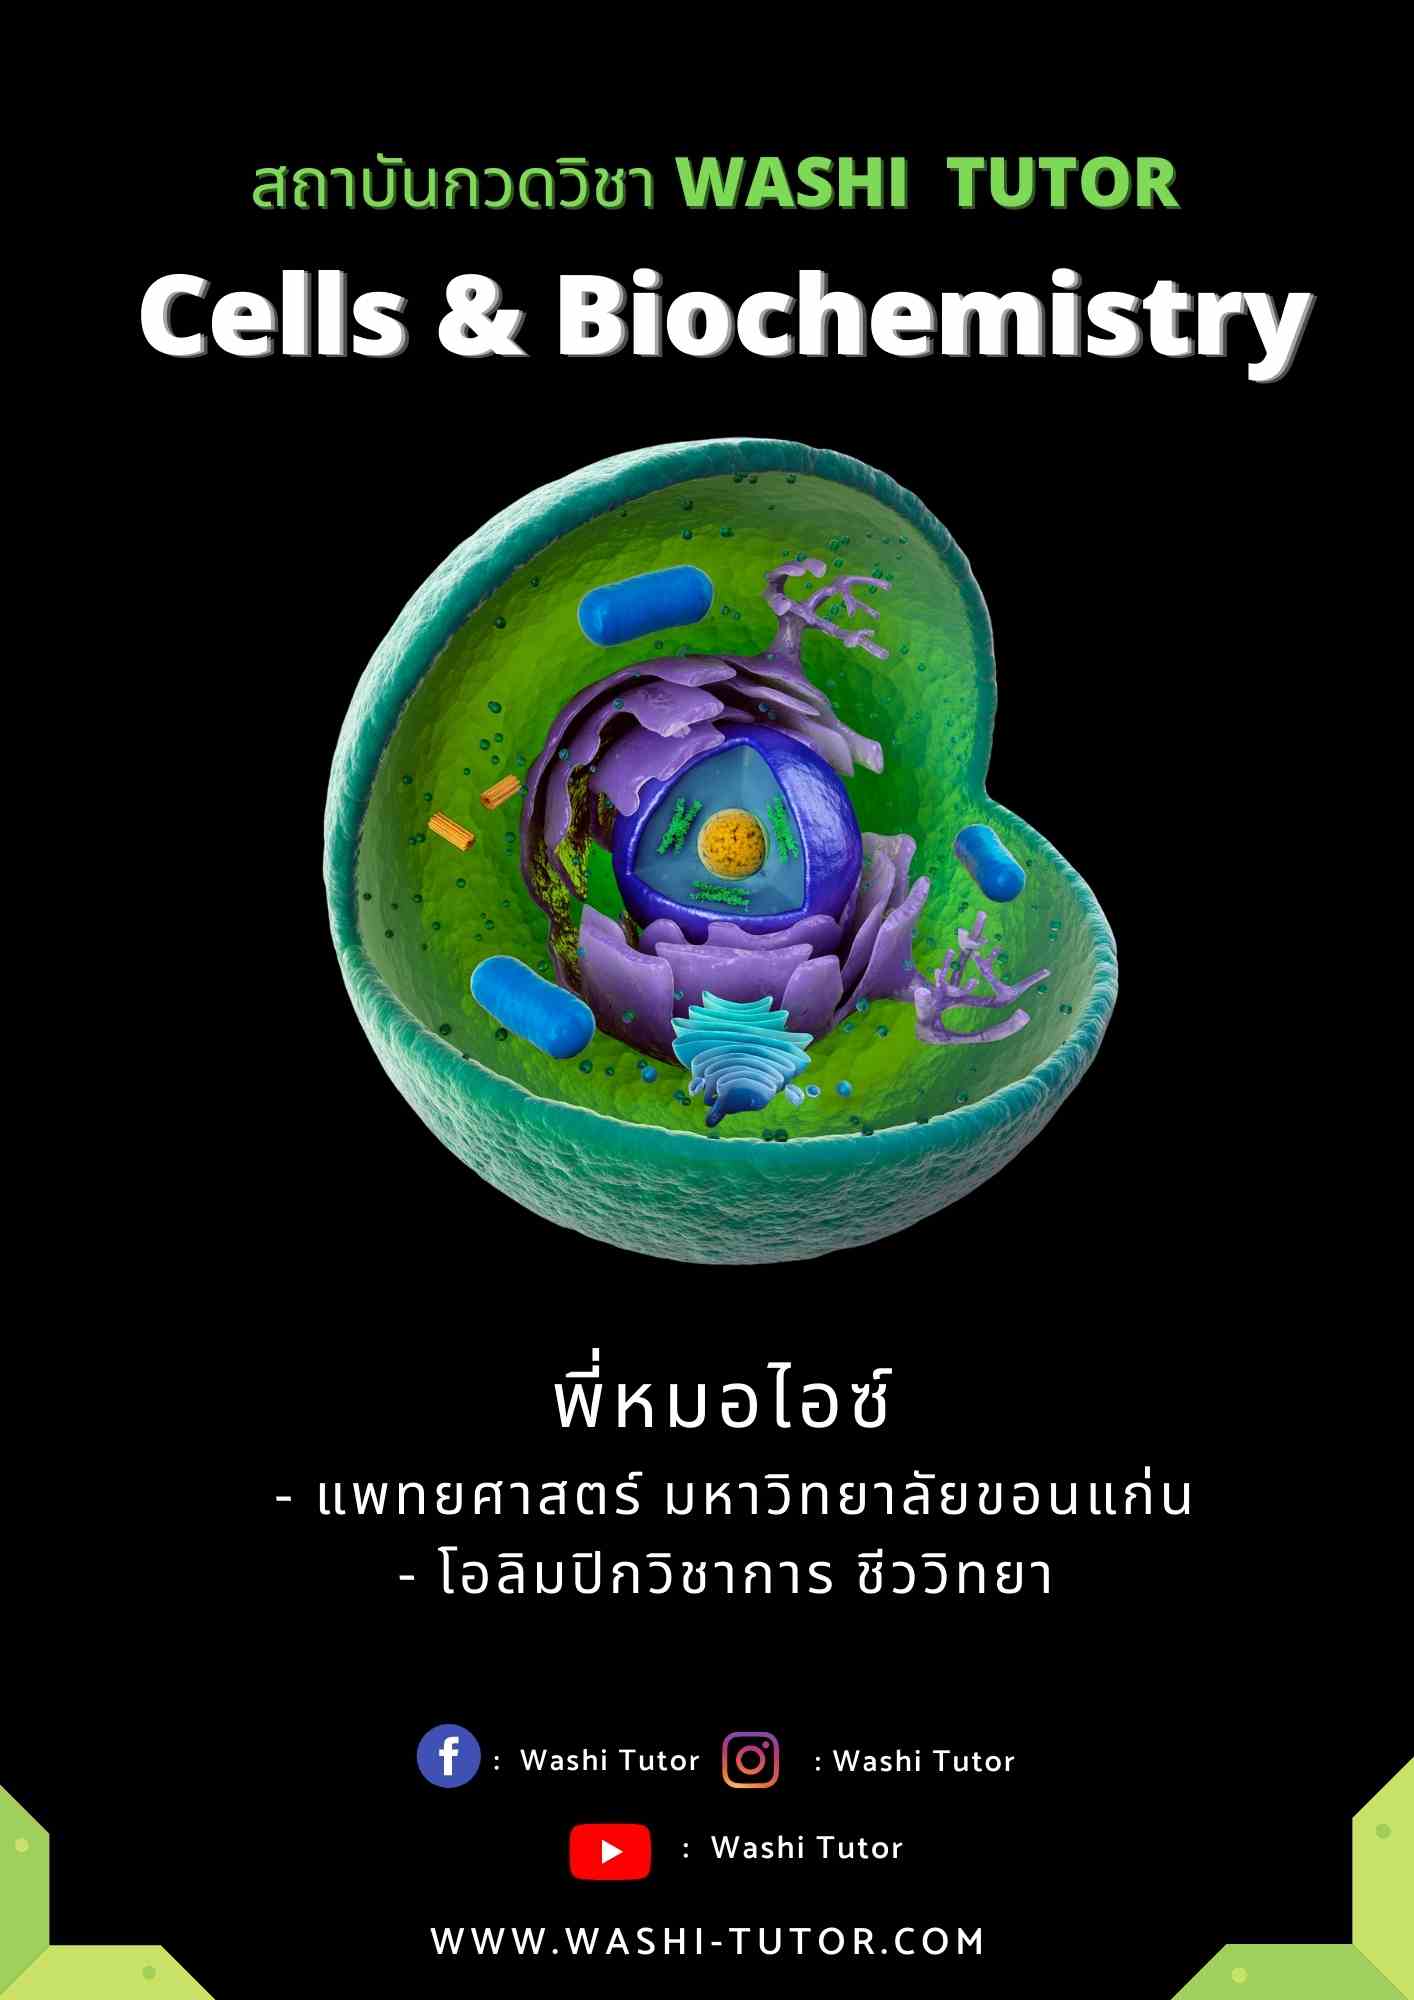 สถาบันกวดวิชา WASHI TUTOR
Cells & Biochemistry
พี่หมอไอซ์
- แพทยศาสตร์ มหาวิทยาลัยขอนแก่น
- โอลิมปิกวิชาการ ชีววิทยา
: Washi Tutor : Washi Tutor
: Washi Tutor
WWW.WASHI-TUTOR.COM